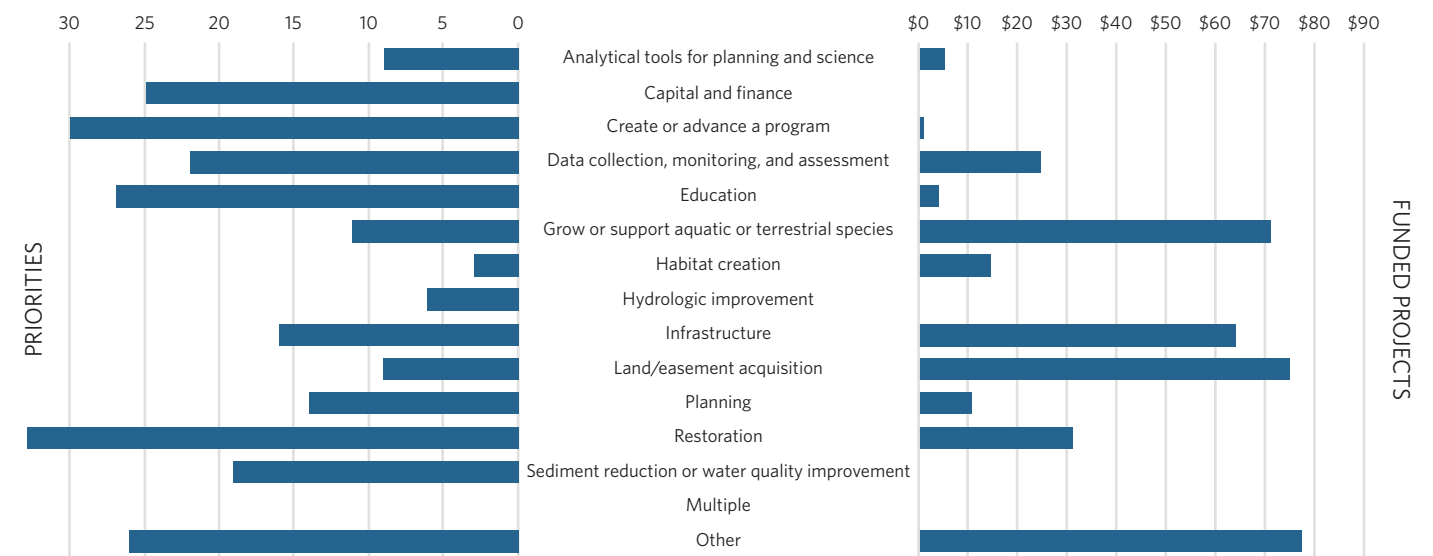 30 25 20 15 10 5 0
$0 $10 $20 $30 $40 $50 $60 $70 $80 $90
PRIORITIES
Analytical tools for planning and science
Capital and finance
Create or advance a program
Data collection, monitoring, and assessment
Education
Grow or support aquatic or terrestrial species
Habitat creation
Hydrologic improvement
Infrastructure
Land/easement acquisition
Planning
Restoration
Sediment reduction or water quality improvement
Multiple
Other
FUNDED PROJECTS